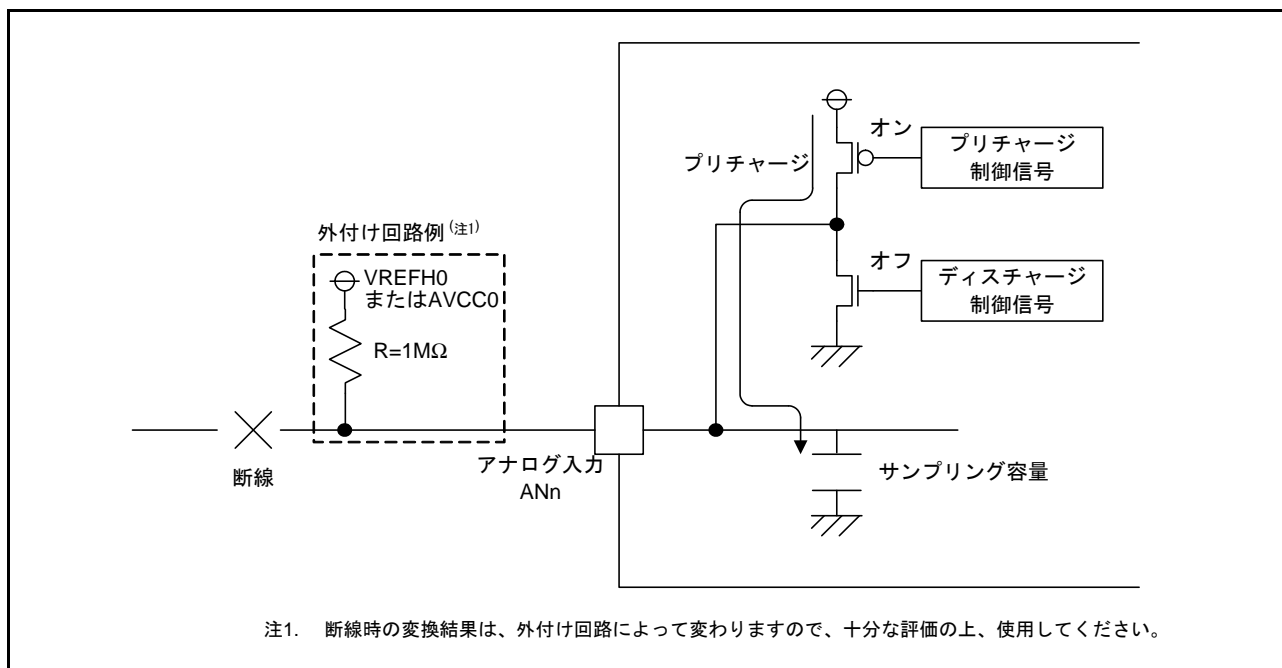 オン
プリチャージ
制御信号
プリチャージ
外付け回路例 (注1)
VREFH0
またはAVCC0
オフ
ディスチャージ
制御信号
R=1MΩ
断線
アナログ入力
ANn
サンプリング容量
注1. 断線時の変換結果は、外付け回路によって変わりますので、十分な評価の上、使用してください。